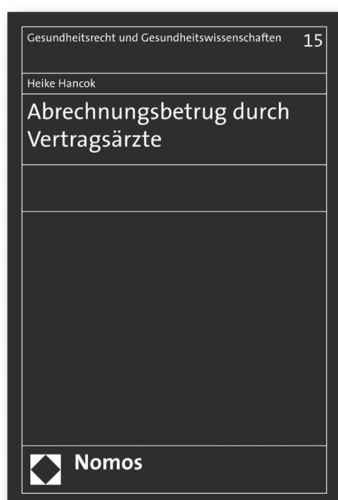 Gesundheitsrecht und Gesundheitswissenschaften 15
Heike Hancok
Abrechnungsbetrug durch
Vertragsärzte
Nomos